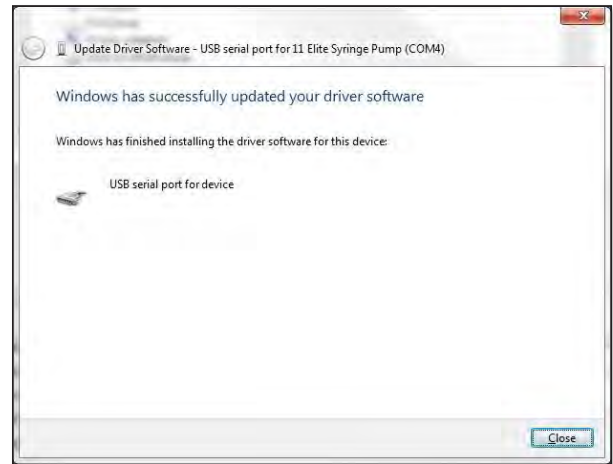 Update Driver Software - USB serial port for 11 Elite Syringe Pump (COM4)
Windows has successfully updated your driver software
Windows has finished installing the driver software for this device:
USB serial port for device
Close